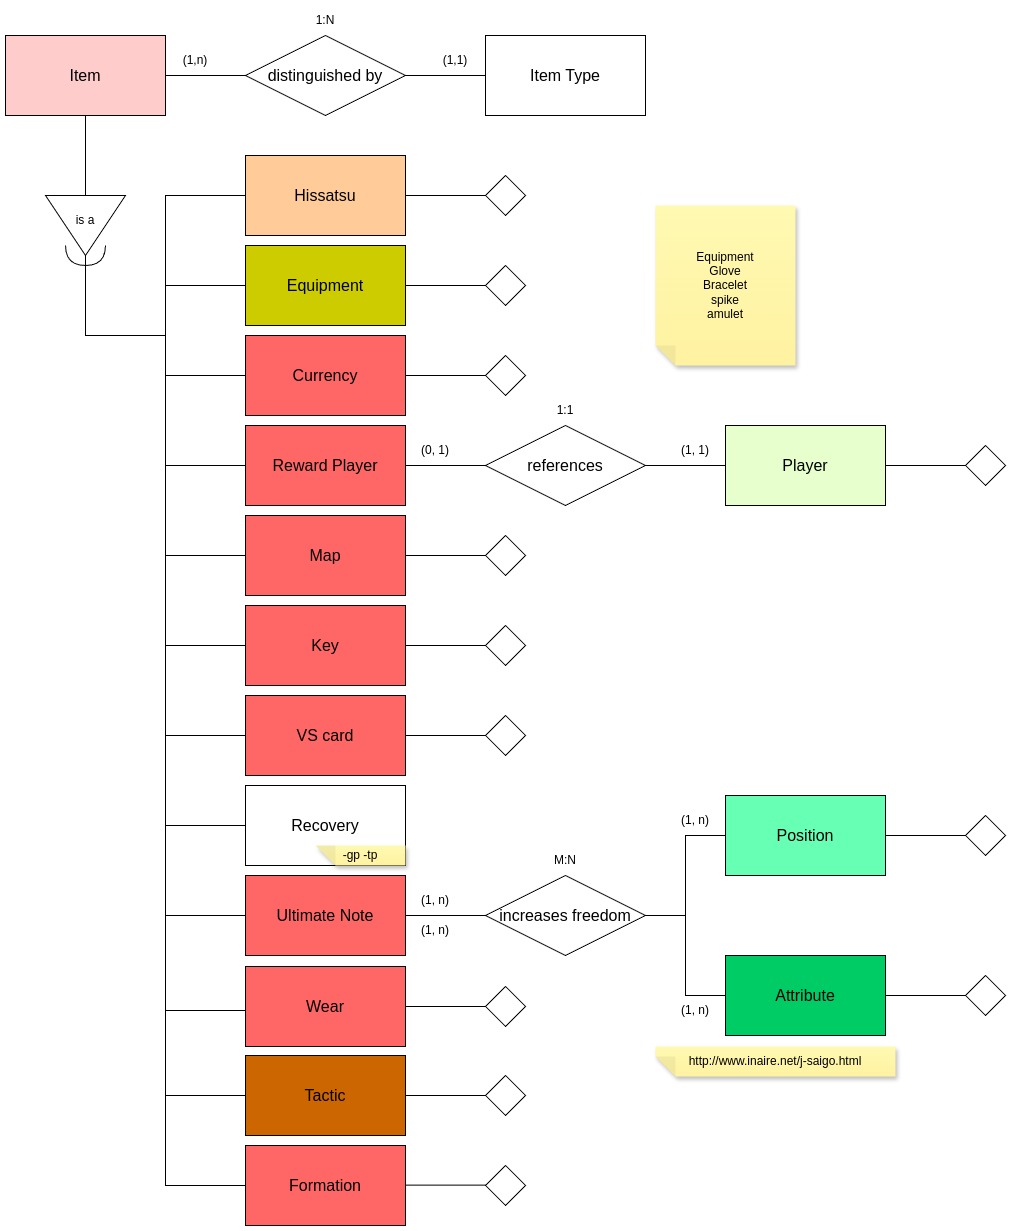 1:N
Item
(1,n)
distinguished by
(1,1)
Item Type
is a
Hissatsu
Equipment
Equipment
Glove
Bracelet
spike
amulet
Currency
1:1
Reward Player
(0, 1)
references
(1, 1)
Player
Map
Key
VS card
Recovery
-gp -tp
M:N
(1, n)
Position
Ultimate Note
(1, n)
(1, n)
increases freedom
Attribute
(1, n)
Wear
http://www.inaire.net/j-saigo.html
Tactic
Formation